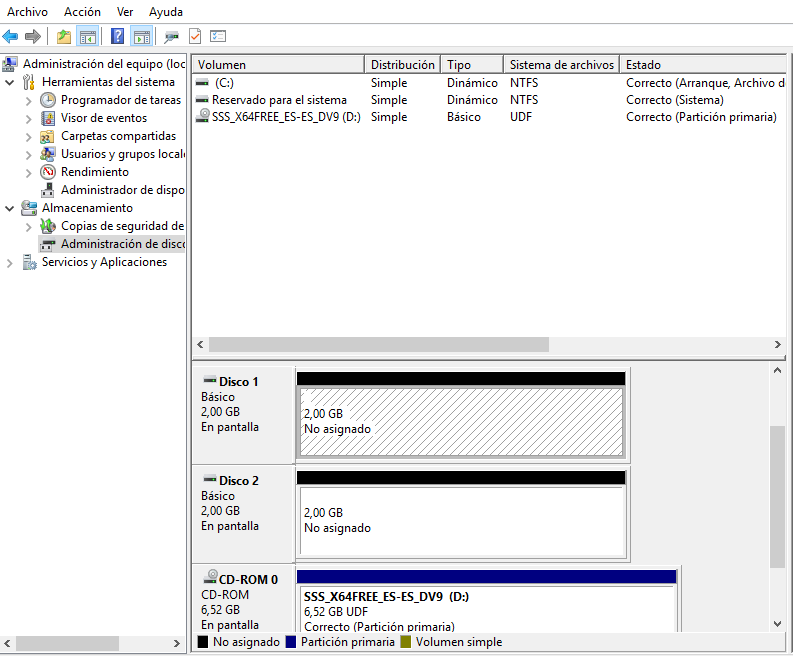 Archivo Acción Ver Ayuda
Administración del equipo (loc
Herramientas del sistema
Programador de tareas
Visor de eventos
Carpetas compartidas
Usuarios y grupos locale
Rendimiento
Administrador de dispo
Almacenamiento
Copias de seguridad de
Administración de disco
Servicios y Aplicaciones
Volumen Distribución Tipo Sistema de archivos Estado
(C:) Simple Dinámico NTFS Correcto (Arranque, Archivo d
Reservado para el sistema Simple Dinámico NTFS Correcto (Sistema)
SSS_X64FREE_ES-ES_DV9 (D:) Simple Básico UDF Correcto (Partición primaria)
Disco 1
Básico
2,00 GB
En pantalla
2,00 GB
No asignado
Disco 2
Básico
2,00 GB
En pantalla
2,00 GB
No asignado
CD-ROM 0
CD-ROM
6,52 GB
En pantalla
SSS_X64FREE_ES-ES_DV9 (D:)
6,52 GB UDF
Correcto (Partición primaria)
No asignado Partición primaria Volumen simple